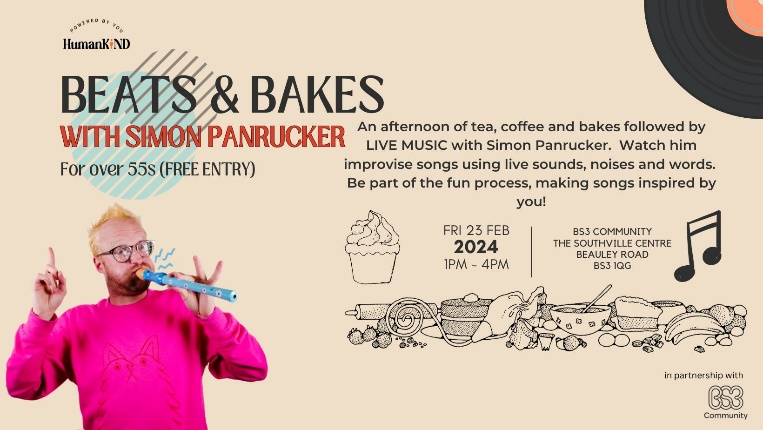 POWERED BY YOU
HumanKiND
BEATS & BAKES
WITH SIMON PANRUCKER
For over 55s (FREE ENTRY)
An afternoon of tea, coffee and bakes followed by
LIVE MUSIC with Simon Panrucker.  Watch him
improvise songs using live sounds, noises and words.
Be part of the fun process, making songs inspired by
you!
FRI 23 FEB
2024
1PM - 4PM
BS3 COMMUNITY
THE SOUTHVILLE CENTRE
BEAULEY ROAD
BS3 1QG
in partnership with
BS3
Community